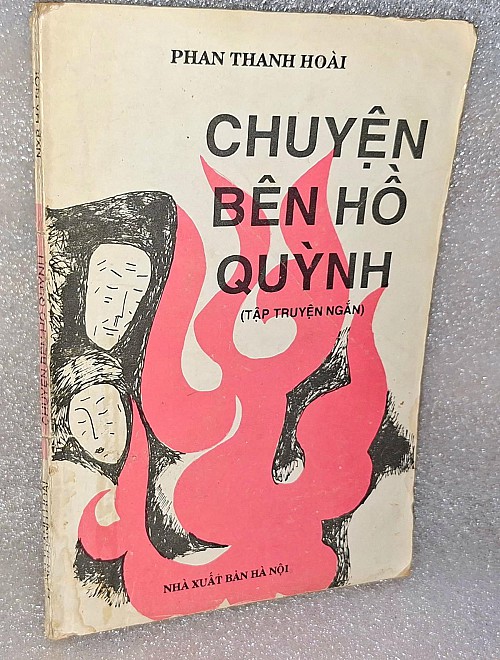 PHAN THANH HOÀI
CHUYỆN
BÊN HỒ
QUỲNH
(TẬP TRUYỆN NGẮN)
NHÀ XUẤT BẢN HÀ NỘI